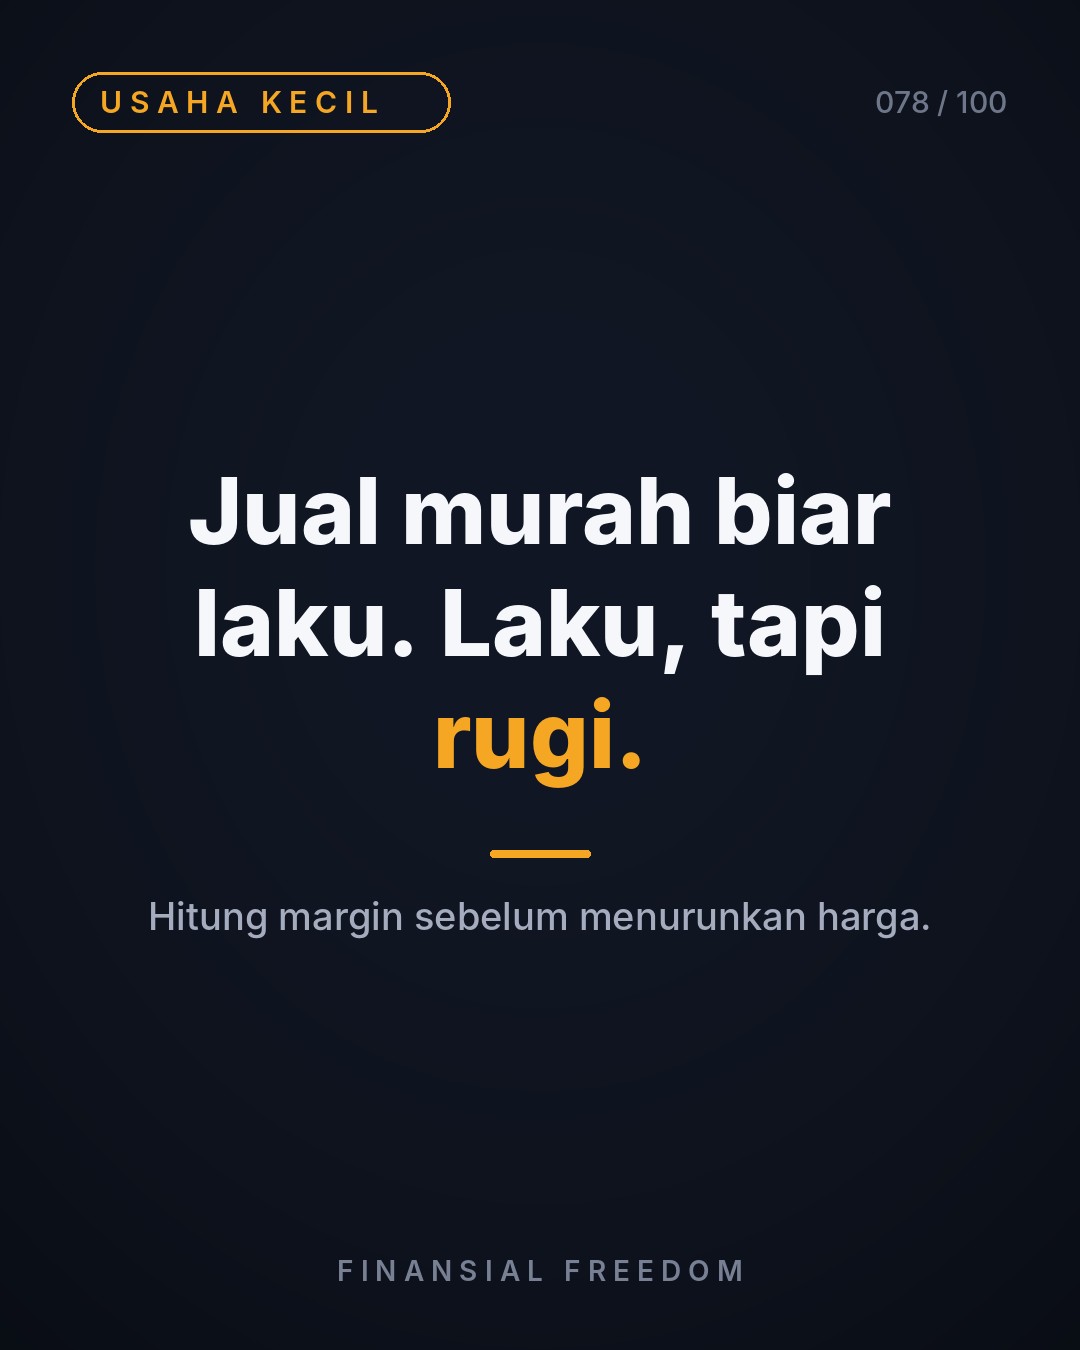 USAHA KECIL
078 / 100
Jual murah biar
laku. Laku, tapi
rugi.
Hitung margin sebelum menurunkan harga.
FINANSIAL FREEDOM